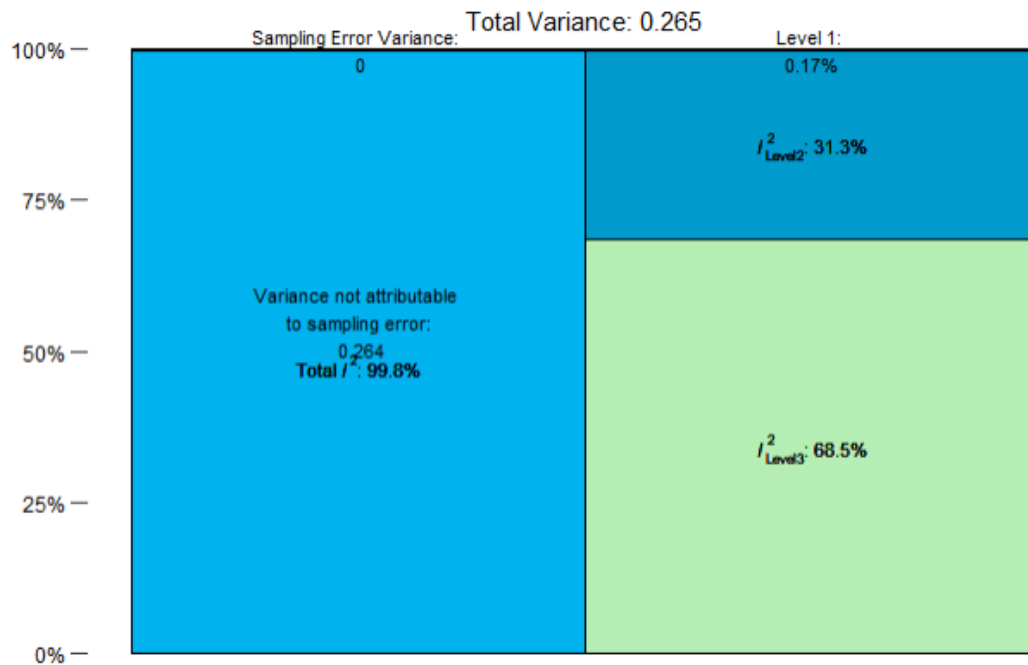 Total Variance: 0.265
Sampling Error Variance:
0
Level 1:
0.17%
100%
75%
50%
25%
0%
I²Level2: 31.3%
Variance not attributable
to sampling error:
0.264
Total I²: 99.8%
I²Level3: 68.5%